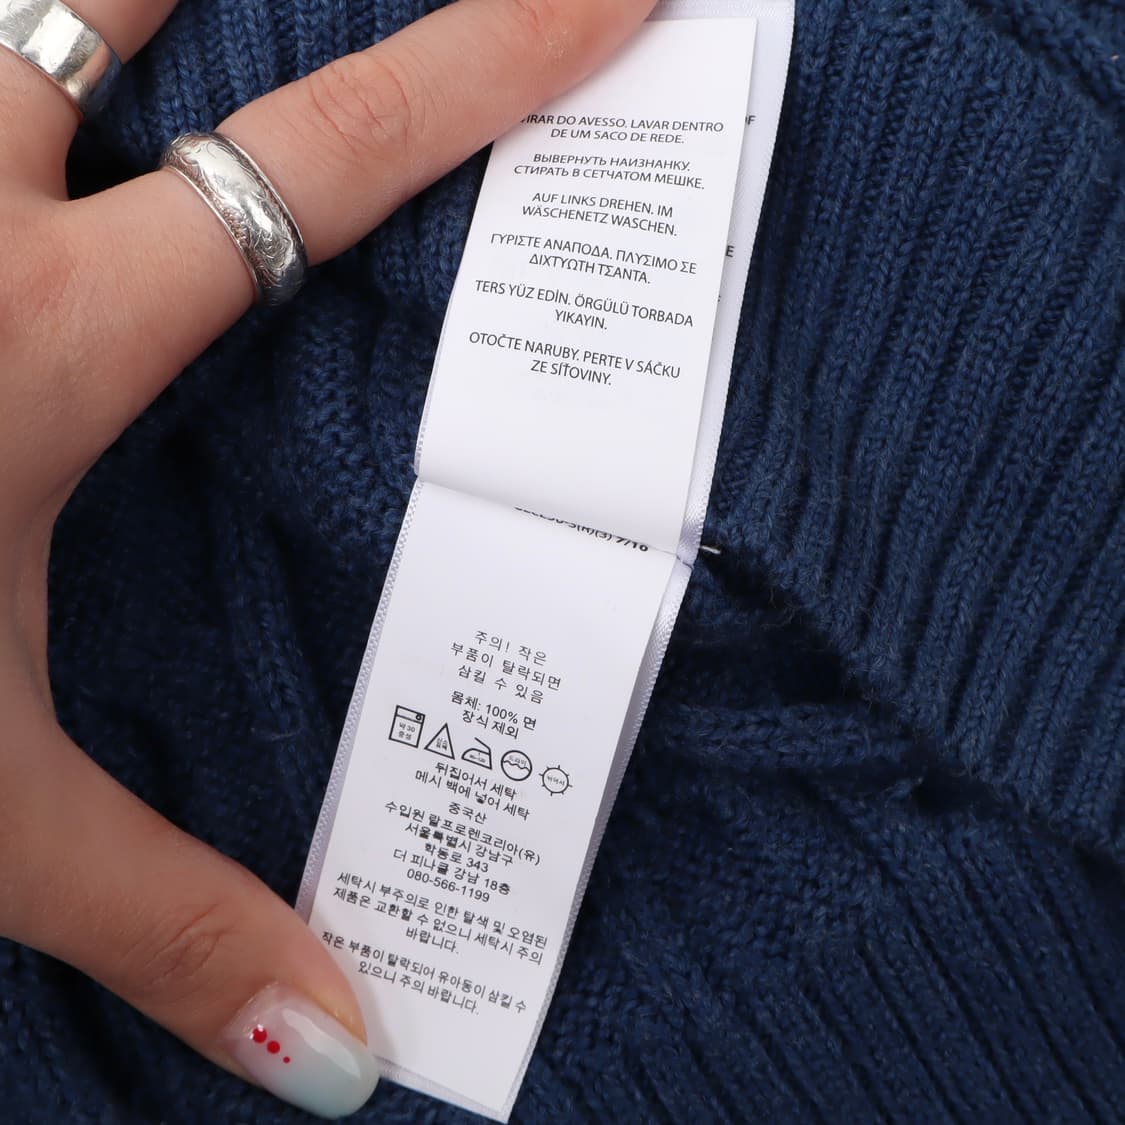 VIRAR DO AVESSO. LAVAR DENTRO
DE UM SACO DE REDE.
ВЫВЕРНУТЬ НАИЗНАНКУ.
СТИРАТЬ В СЕТЧАТОМ МЕШКЕ.
AUF LINKS DREHEN. IM
WÄSCHENETZ WASCHEN.
ΓΥΡΙΣΤΕ ΑΝΑΠΟΔΑ. ΠΛΥΣΙΜΟ ΣΕ
ΔΙΧΤΥΩΤΗ ΤΣΑΝΤΑ.
TERS YÜZ EDİN. ÖRGÜLÜ TORBADA
YIKAYIN.
OTOČTE NARUBY. PERTE V SÁČKU
ZE SÍŤOVINY.
9/16
주의! 작은
부품이 탈락되면
삼킬 수 있음
몸체: 100% 면
장식 제외
약 30
중성
뒤집어서 세탁
메시 백에 넣어 세탁
중국산
수입원 랄프로렌코리아(유)
서울특별시 강남구
학동로 343
더 피나클 강남 18층
080-566-1199
세탁시 부주의로 인한 탈색 및 오염된
제품은 교환할 수 없으니 세탁시 주의
바랍니다.
작은 부품이 탈락되어 유아동이 삼킬 수
있으니 주의 바랍니다.